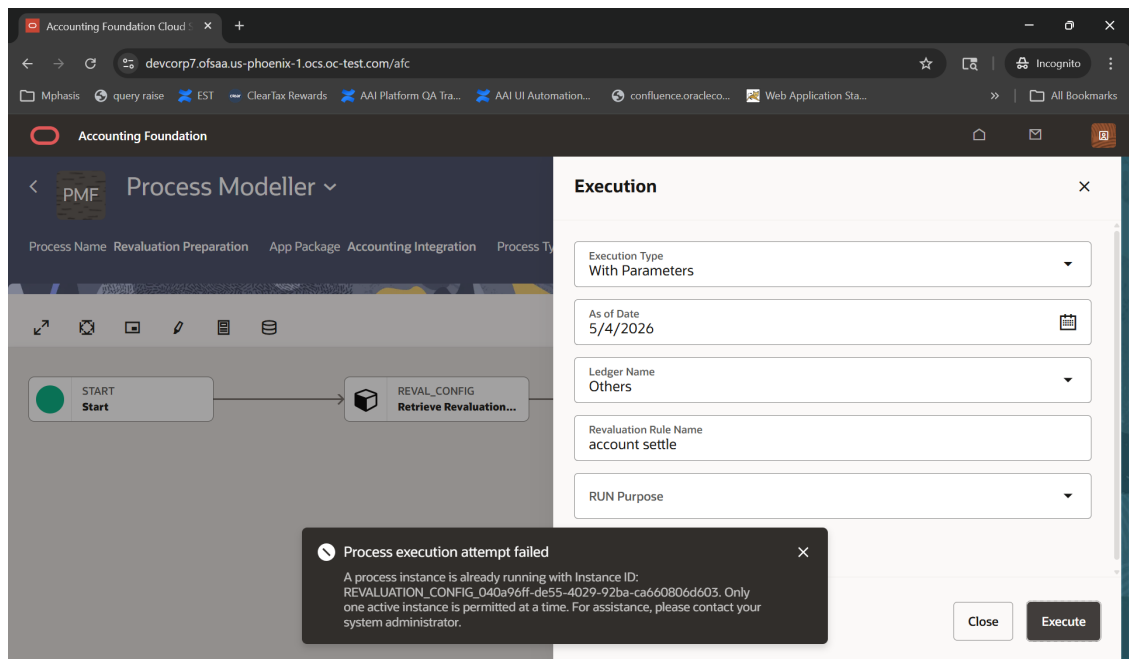 Accounting Foundation Cloud S
devcorp7.ofsaa.us-phoenix-1.ocs.oc-test.com/afc
Incognito
Mphasis
query raise
EST
ClearTax Rewards
AAI Platform QA Tra...
AAI UI Automation...
confluence.oracleco...
Web Application Sta...
»
All Bookmarks
Accounting Foundation
PMF
Process Modeller
Process Name Revaluation Preparation App Package Accounting Integration Process Ty
START
Start
REVAL_CONFIG
Retrieve Revaluation...
Execution
Execution Type
With Parameters
As of Date
5/4/2026
Ledger Name
Others
Revaluation Rule Name
account settle
RUN Purpose
Process execution attempt failed
A process instance is already running with Instance ID:
REVALUATION_CONFIG_040a96ff-de55-4029-92ba-ca660806d603. Only
one active instance is permitted at a time. For assistance, please contact your
system administrator.
Close
Execute